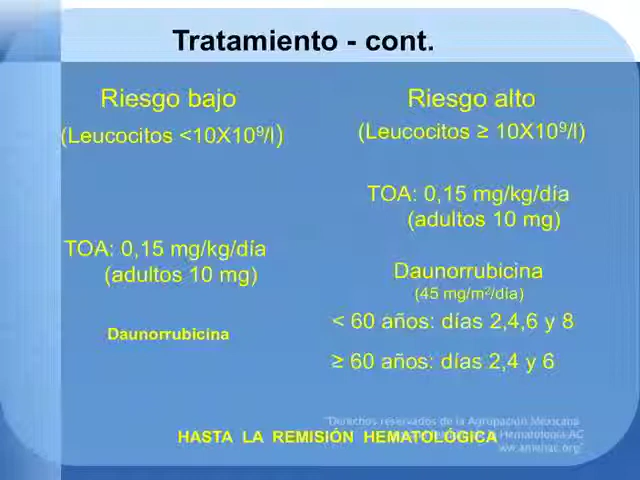 Tratamiento - cont.
Riesgo bajo
(Leucocitos <10X10⁹/l)
TOA: 0,15 mg/kg/día
(adultos 10 mg)
Daunorrubicina
Riesgo alto
(Leucocitos ≥ 10X10⁹/l)
TOA: 0,15 mg/kg/día
(adultos 10 mg)
Daunorrubicina
(45 mg/m²/día)
< 60 años: días 2,4,6 y 8
≥ 60 años: días 2,4 y 6
HASTA LA REMISIÓN HEMATOLÓGICA
"Derechos reservados de la Agrupación Mexicana
Hematología AC